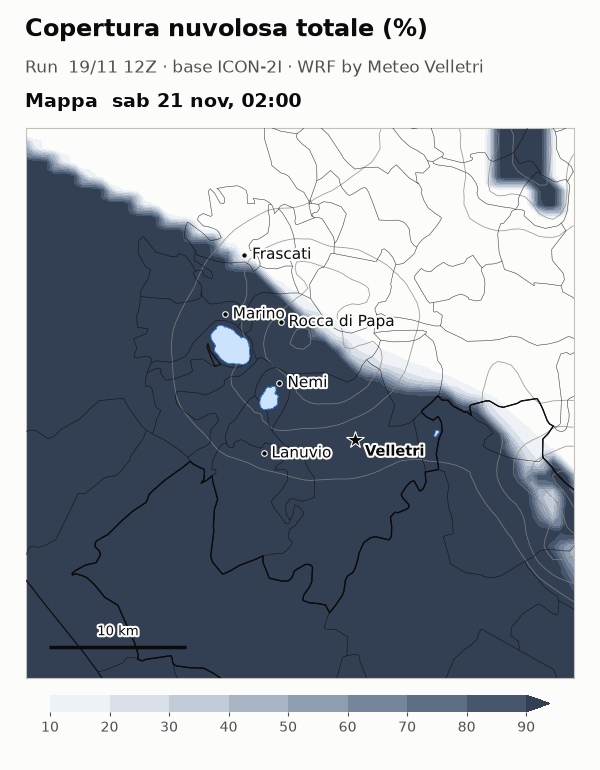 Copertura nuvolosa totale (%)
Run 19/11 12Z · base ICON-2I · WRF by Meteo Velletri
Mappa sab 21 nov, 02:00
Frascati
Marino
Rocca di Papa
Nemi
Velletri
Lanuvio
10 km
10 20 30 40 50 60 70 80 90